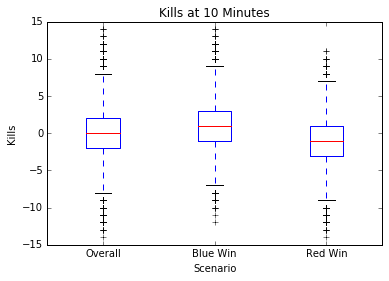 Kills at 10 Minutes
15
10
5
0
−5
−10
−15
Kills
Overall
Blue Win
Red Win
Scenario